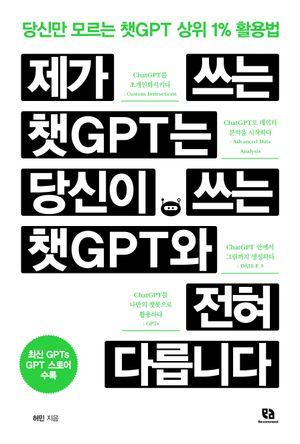 당신만 모르는 챗GPT 상위 1% 활용법
제가 쓰는
ChatGPT를
초개인화시키다
- Custom Instructions
챗GPT는
ChatGPT로 데이터
분석을 시작하다
- Advanced Data
Analysis
당신이 쓰는
챗GPT와
ChatGPT 안에서
그림까지 생성하다
- DALL·E 3
ChatGPT를
나만의 챗봇으로
활용하다
- GPTs
전혀
다릅니다
최신 GPTs
GPT 스토어
수록
허민 지음
Recommend